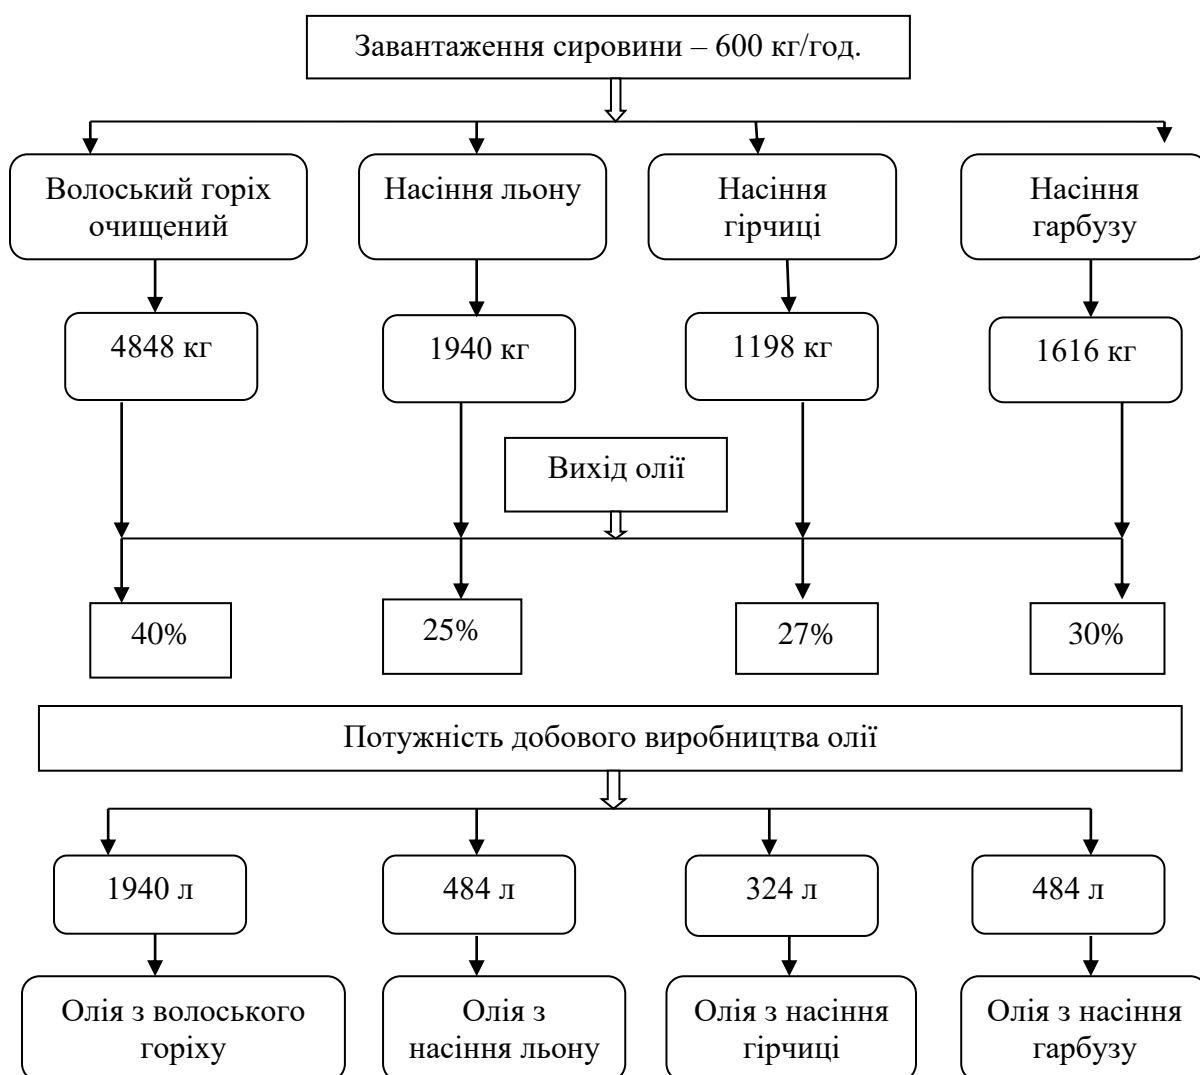 Завантаження сировини – 600 кг/год.
Волоський горіх
очищений
Насіння льону
Насіння
гірчиці
Насіння
гарбузу
4848 кг
1940 кг
1198 кг
1616 кг
Вихід олії
40%
25%
27%
30%
Потужність добового виробництва олії
1940 л
484 л
324 л
484 л
Олія з волоського
горіху
Олія з
насіння льону
Олія з насіння
гірчиці
Олія з насіння
гарбузу